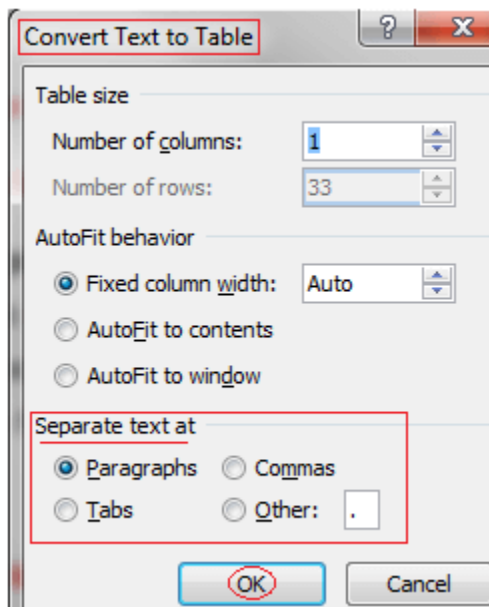 Convert Text to Table
Table size
Number of columns: 1
Number of rows: 33
AutoFit behavior
Fixed column width: Auto
AutoFit to contents
AutoFit to window
Separate text at
Paragraphs Commas
Tabs Other: .
OK Cancel